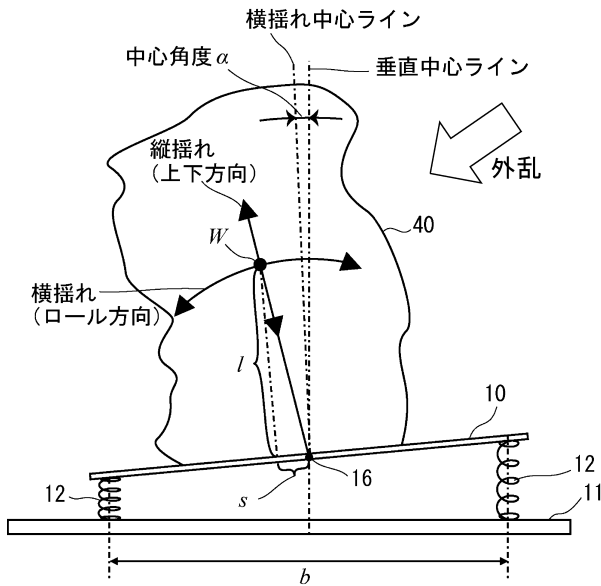 横揺れ中心ライン
中心角度α
垂直中心ライン
縦揺れ
(上下方向)
外乱
W
40
横揺れ
(ロール方向)
l
10
12
s
16
12
11
b